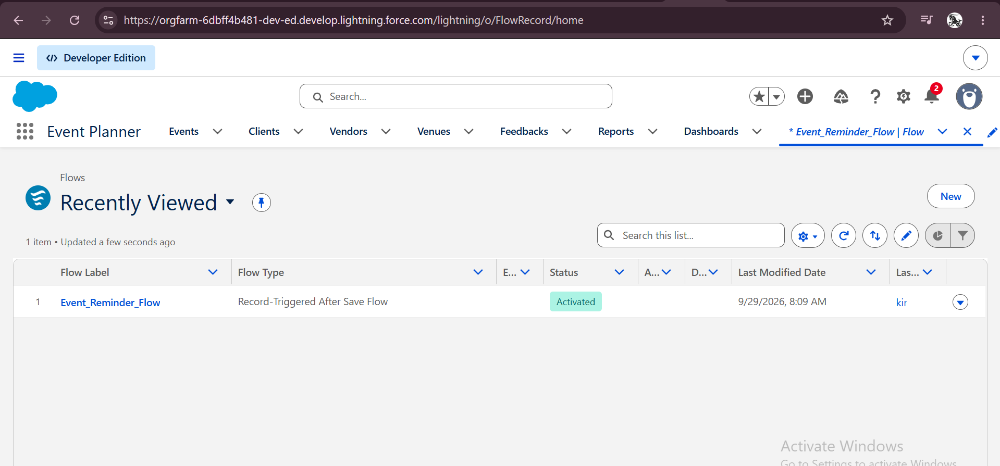 https://orgfarm-6dbff4b481-dev-ed.develop.lightning.force.com/lightning/o/FlowRecord/home
Developer Edition
Search...
2
Event Planner
Events
Clients
Vendors
Venues
Feedbacks
Reports
Dashboards
* Event_Reminder_Flow | Flow
Flows
Recently Viewed
New
1 item • Updated a few seconds ago
Search this list...
Flow Label
Flow Type
E...
Status
A...
D...
Last Modified Date
Las...
1
Event_Reminder_Flow
Record-Triggered After Save Flow
Activated
9/29/2026, 8:09 AM
kir
Activate Windows
Go to Settings to activate Windows.